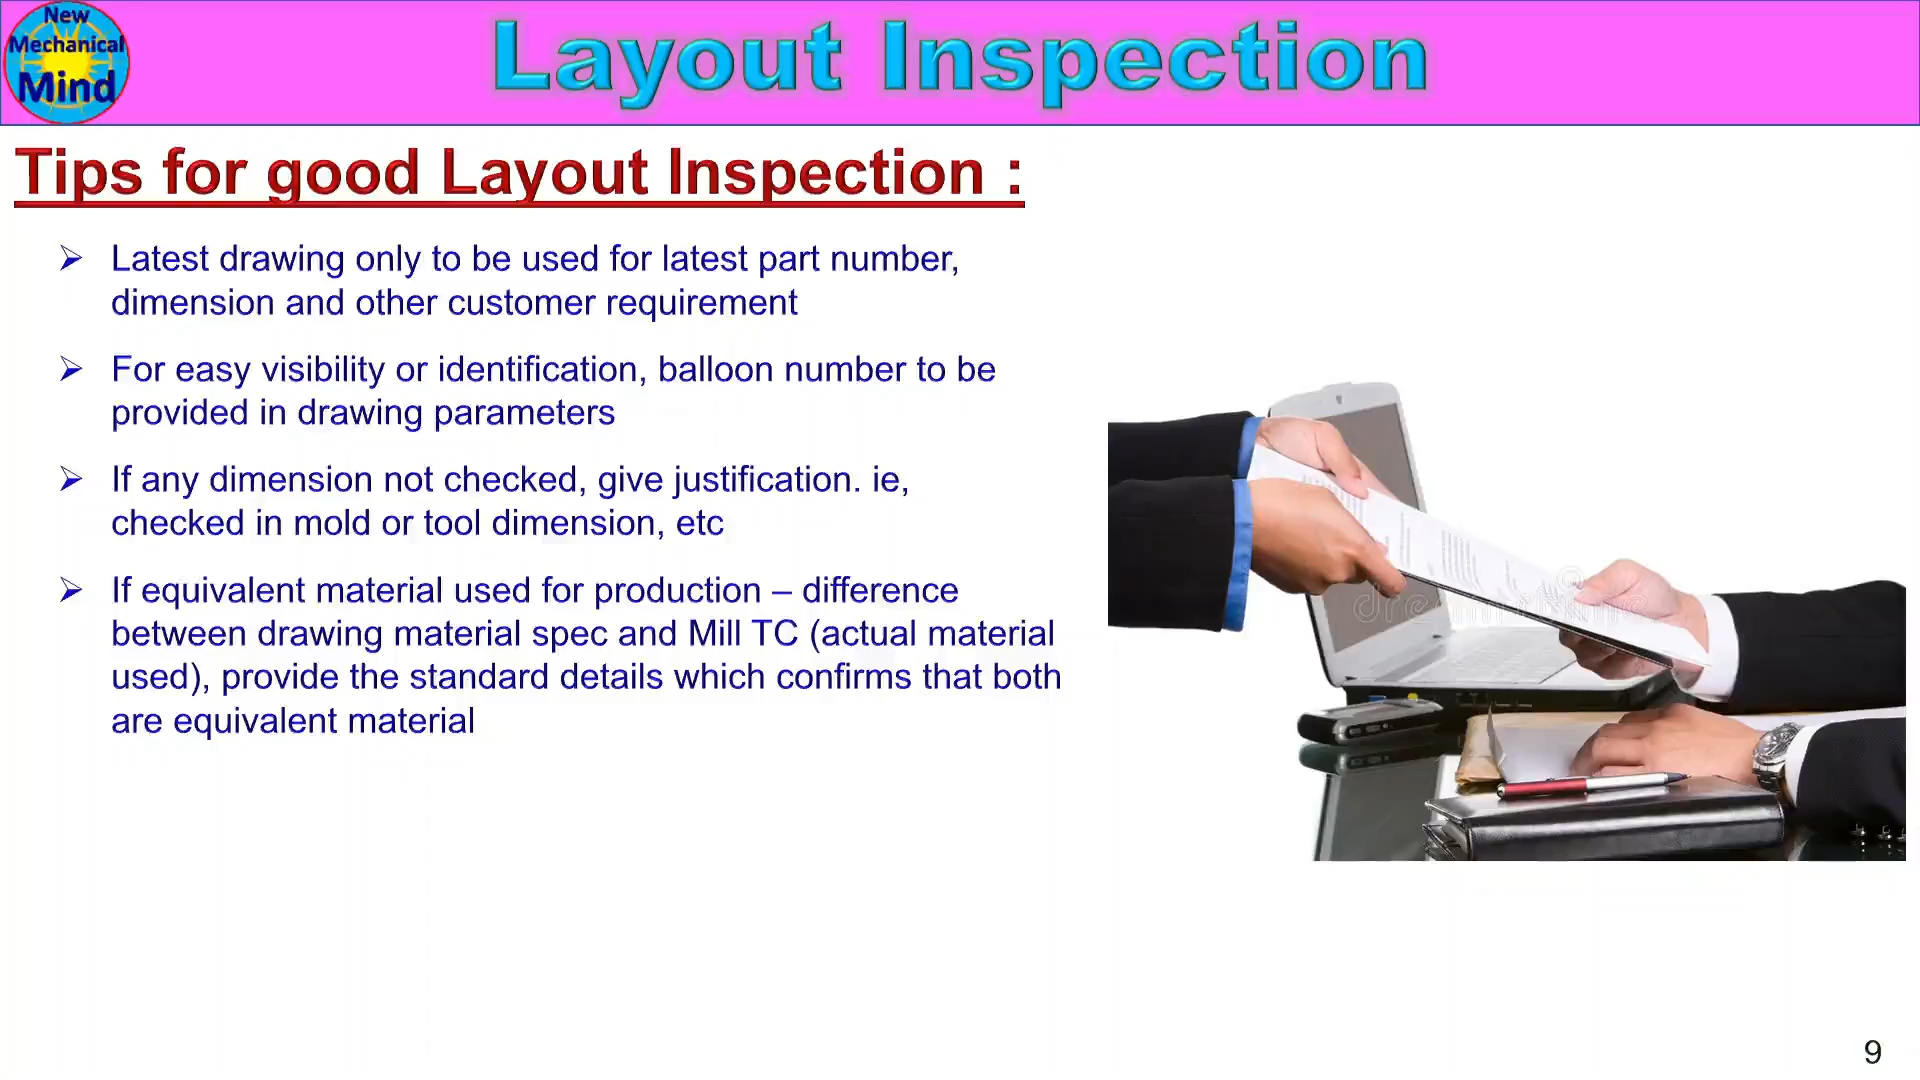 New
Mechanical
Mind
Layout Inspection
Tips for good Layout Inspection :
Latest drawing only to be used for latest part number,
dimension and other customer requirement
For easy visibility or identification, balloon number to be
provided in drawing parameters
If any dimension not checked, give justification. ie,
checked in mold or tool dimension, etc
If equivalent material used for production – difference
between drawing material spec and Mill TC (actual material
used), provide the standard details which confirms that both
are equivalent material
9